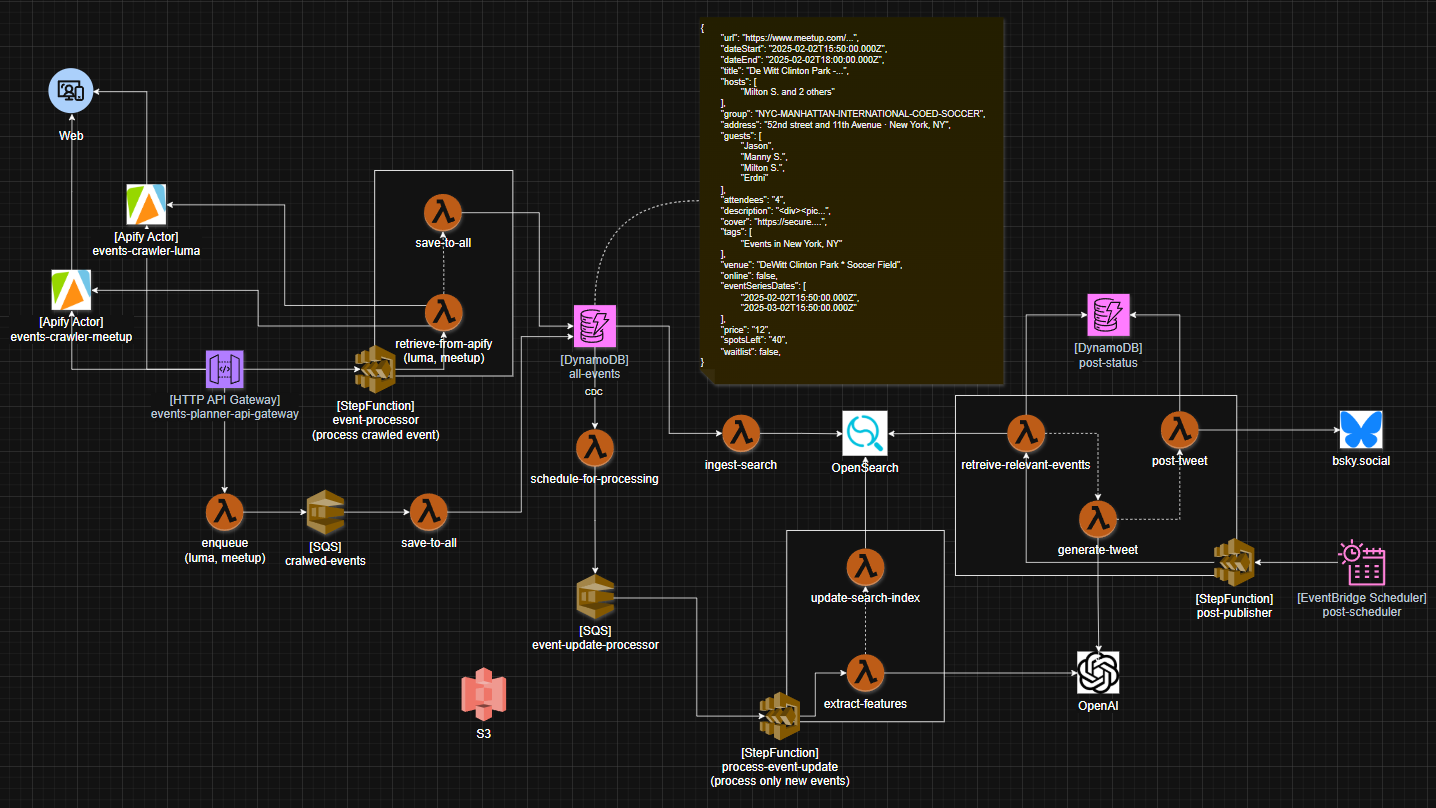 {
"url": "https://www.meetup.com/...",
"dateStart": "2025-02-02T15:50:00.000Z",
"dateEnd": "2025-02-02T18:00:00.000Z",
"title": "De Witt Clinton Park -...",
"hosts": [
"Milton S. and 2 others"
],
"group": "NYC-MANHATTAN-INTERNATIONAL-COED-SOCCER",
"address": "52nd street and 11th Avenue · New York, NY",
"guests": [
"Jason",
"Manny S.",
"Milton S.",
"Erdni"
],
"attendees": "4",
"description": "<div><pic...",
"cover": "https://secure....",
"tags": [
"Events in New York, NY"
],
"venue": "DeWitt Clinton Park * Soccer Field",
"online": false,
"eventSeriesDates": [
"2025-02-02T15:50:00.000Z",
"2025-03-02T15:50:00.000Z"
],
"price": "12",
"spotsLeft": "40",
"waitlist": false,
}
Web
[Apify Actor]
events-crawler-luma
[Apify Actor]
events-crawler-meetup
save-to-all
retrieve-from-apify
(luma, meetup)
[HTTP API Gateway]
events-planner-api-gateway
[StepFunction]
event-processor
(process crawled event)
[DynamoDB]
all-events
CDC
schedule-for-processing
enqueue
(luma, meetup)
[SQS]
cralwed-events
save-to-all
[SQS]
event-update-processor
S3
ingest-search
OpenSearch
update-search-index
extract-features
[StepFunction]
process-event-update
(process only new events)
[DynamoDB]
post-status
retreive-relevant-eventts
post-tweet
generate-tweet
bsky.social
[StepFunction]
post-publisher
[EventBridge Scheduler]
post-scheduler
OpenAI